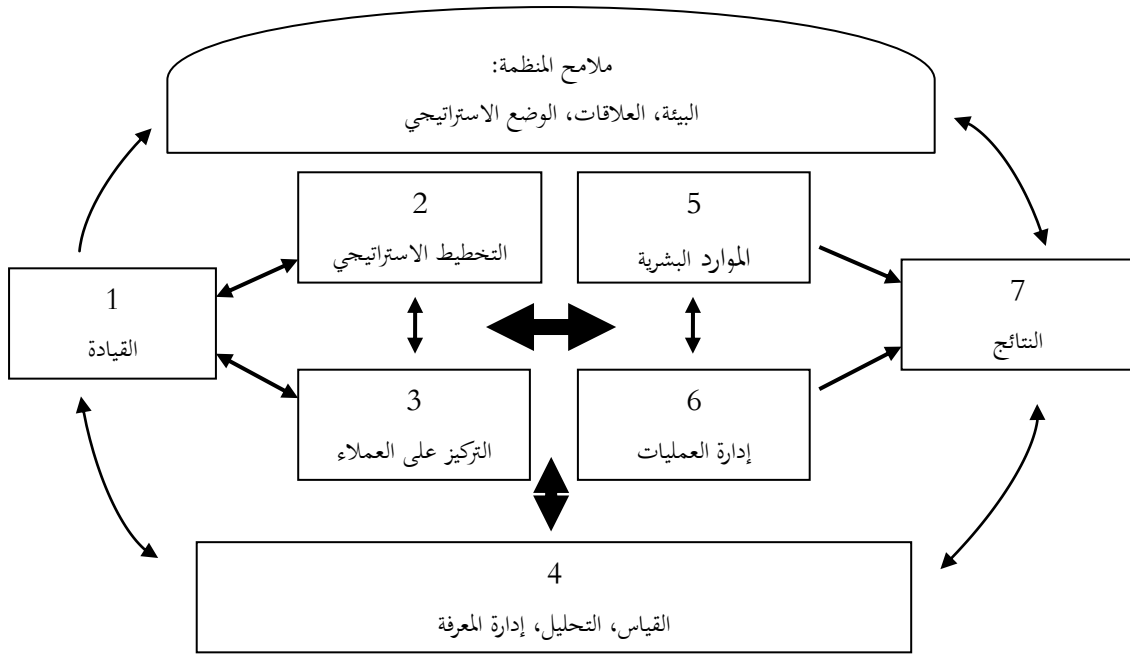 ملامح المنظمة:
البيئة، العلاقات، الوضع الاستراتيجي
2
التخطيط الاستراتيجي
5
الموارد البشرية
1
القيادة
7
النتائج
3
التركيز على العملاء
6
إدارة العمليات
4
القياس، التحليل، إدارة المعرفة